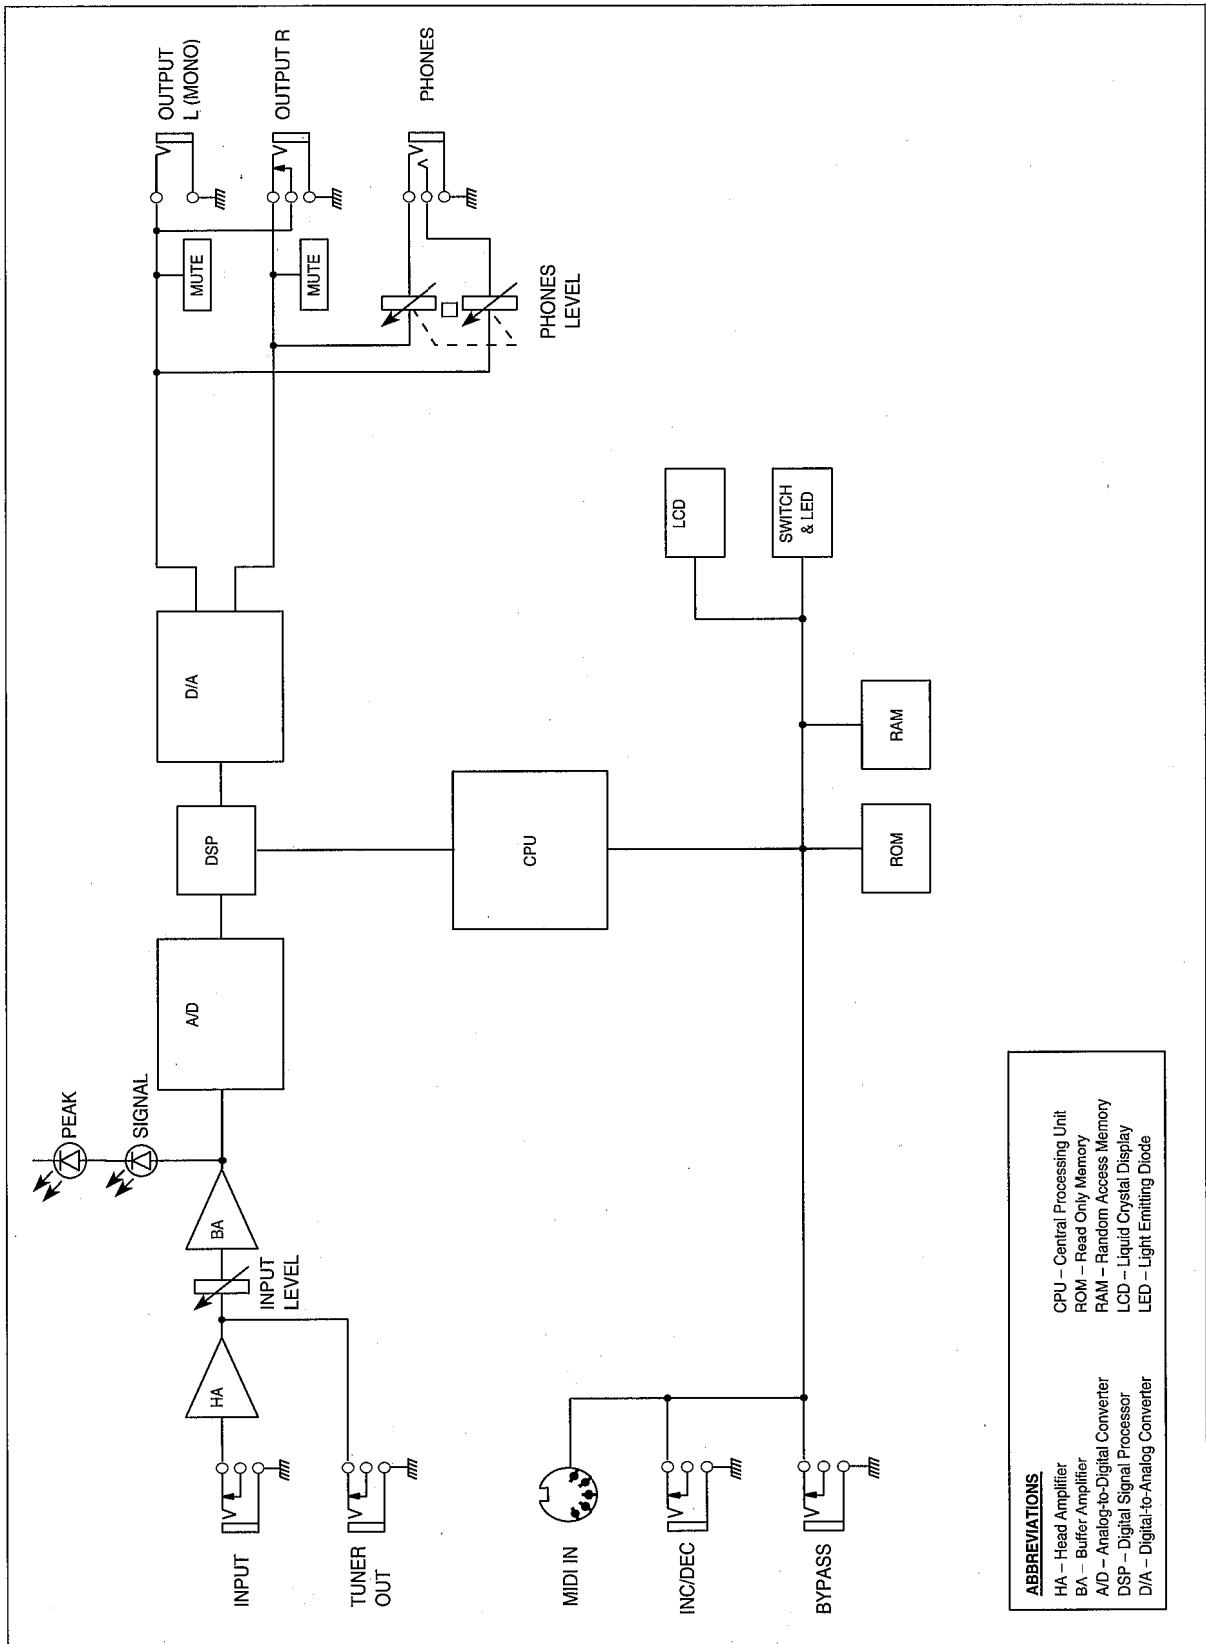 OUTPUT
L (MONO)
OUTPUT R
PHONES
MUTE
MUTE
PHONES
LEVEL
D/A
DSP
A/D
PEAK
SIGNAL
BA
INPUT
LEVEL
HA
INPUT
TUNER
OUT
CPU
LCD
SWITCH
& LED
RAM
ROM
MIDI IN
INC/DEC
BYPASS
ABBREVIATIONS
HA – Head Amplifier
BA – Buffer Amplifier
A/D – Analog-to-Digital Converter
DSP – Digital Signal Processor
D/A – Digital-to-Analog Converter
CPU – Central Processing Unit
ROM – Read Only Memory
RAM – Random Access Memory
LCD – Liquid Crystal Display
LED – Light Emitting Diode